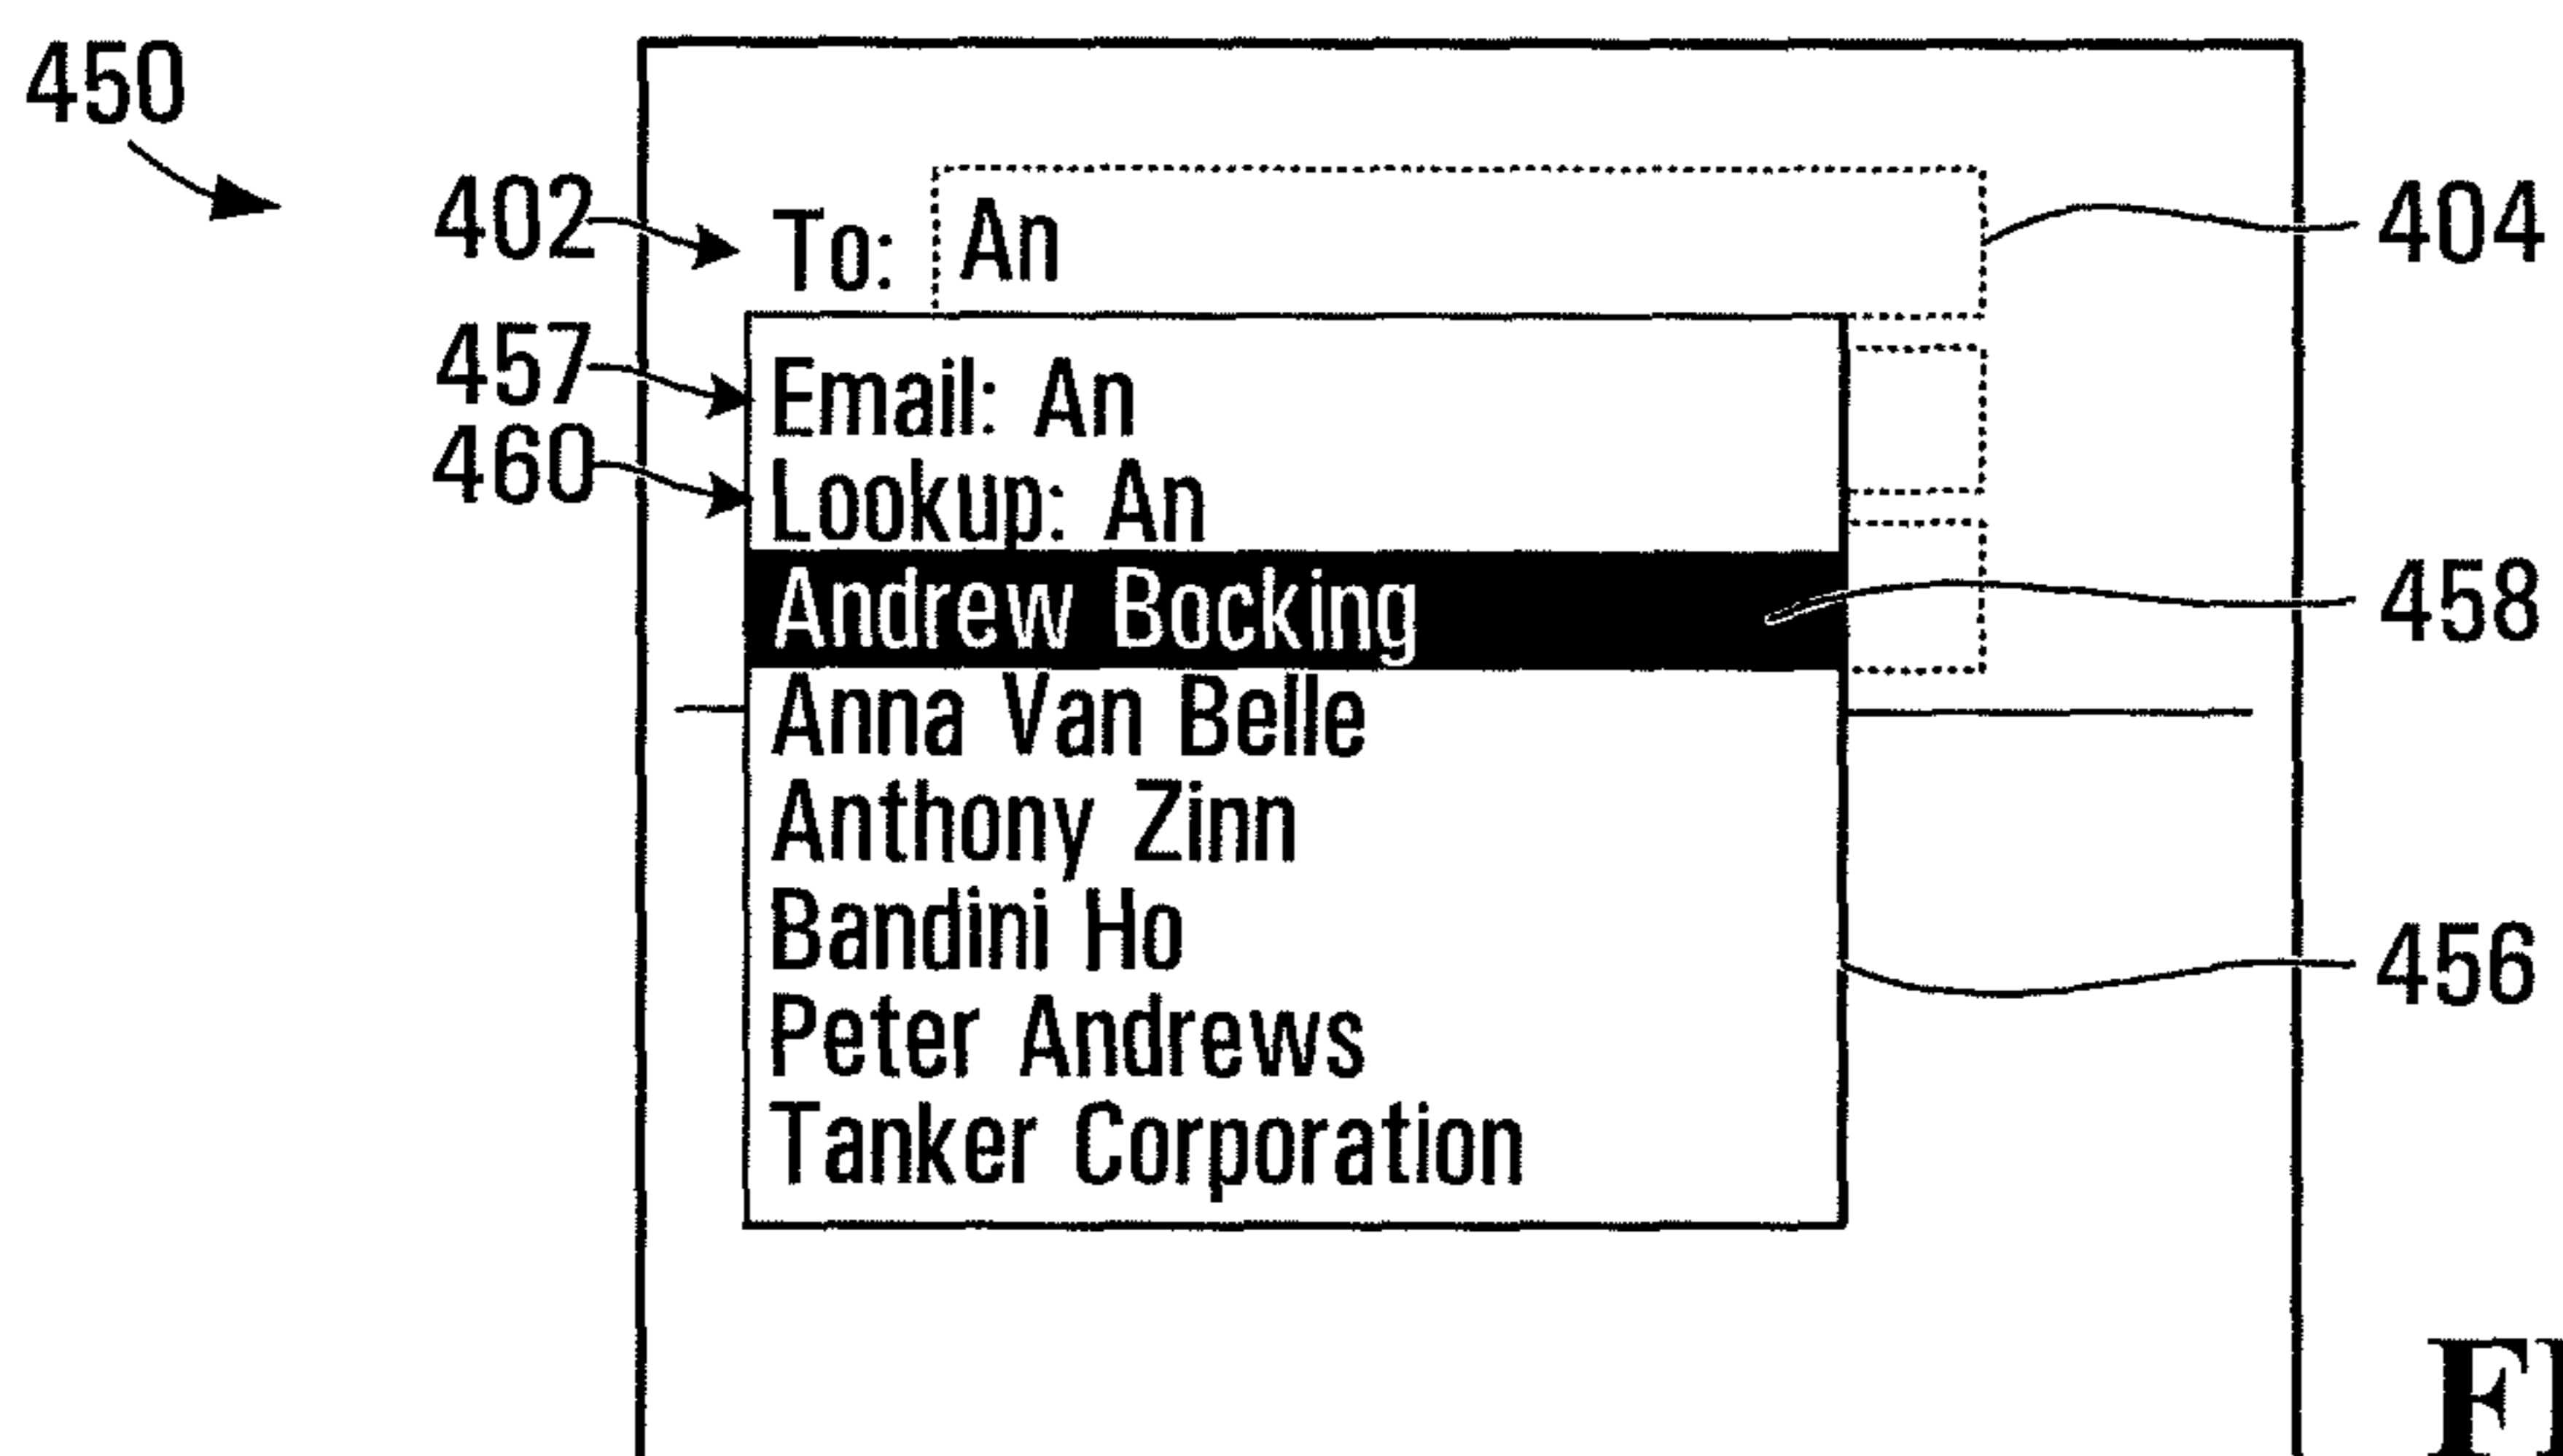 450
402 To: An 404
457 Email: An
460 Lookup: An
Andrew Bocking 458
Anna Van Belle
Anthony Zinn
Bandini Ho 456
Peter Andrews
Tanker Corporation